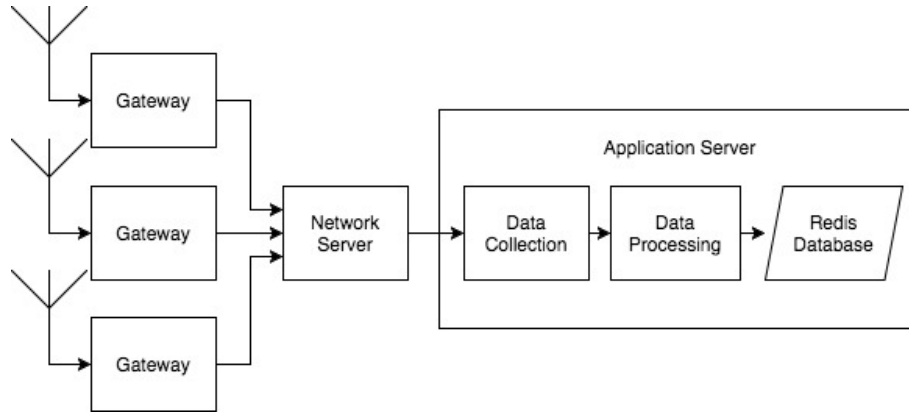 Gateway
Application Server
Gateway
Network
Server
Data
Collection
Data
Processing
Redis
Database
Gateway